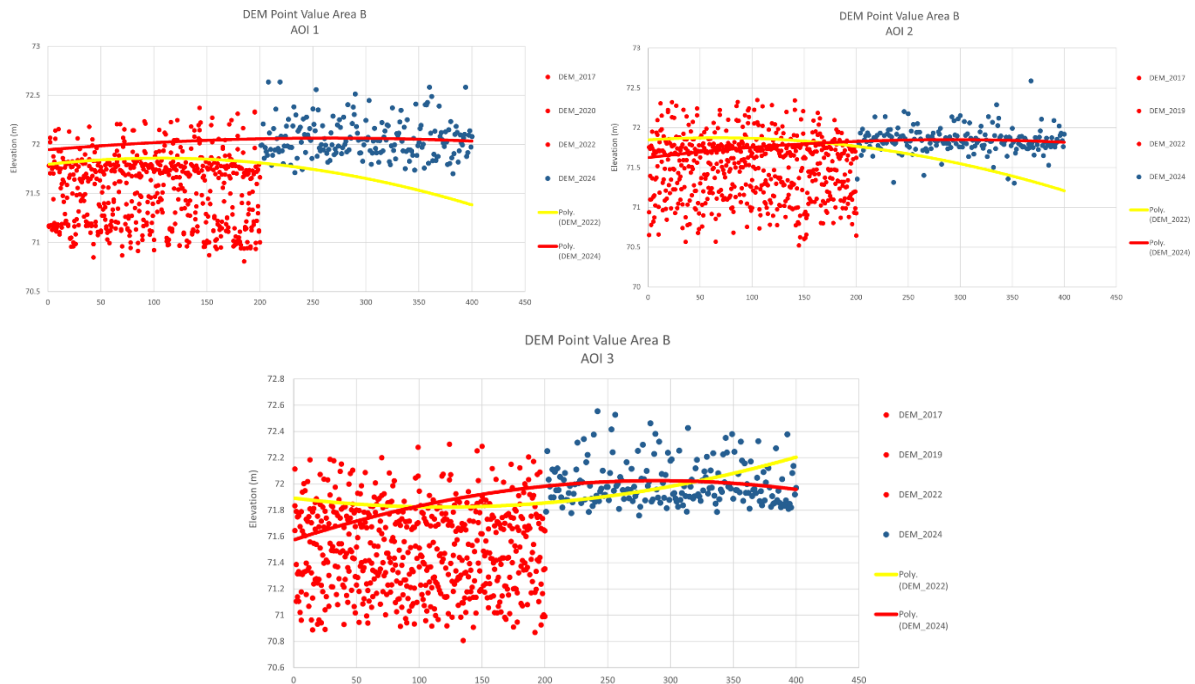 DEM Point Value Area B
AOI 1
Elevation (m)
73
72.5
72
71.5
71
70.5
0 50 100 150 200 250 300 350 400 450
DEM_2017
DEM_2020
DEM_2022
DEM_2024
Poly.
(DEM_2022)
Poly.
(DEM_2024)
DEM Point Value Area B
AOI 2
Elevation (m)
73
72.5
72
71.5
71
70.5
70
0 50 100 150 200 250 300 350 400 450
DEM_2017
DEM_2019
DEM_2022
DEM_2024
Poly.
(DEM_2022)
Poly.
(DEM_2024)
DEM Point Value Area B
AOI 3
Elevation (m)
72.8
72.6
72.4
72.2
72
71.8
71.6
71.4
71.2
71
70.8
70.6
0 50 100 150 200 250 300 350 400 450
DEM_2017
DEM_2019
DEM_2022
DEM_2024
Poly.
(DEM_2022)
Poly.
(DEM_2024)